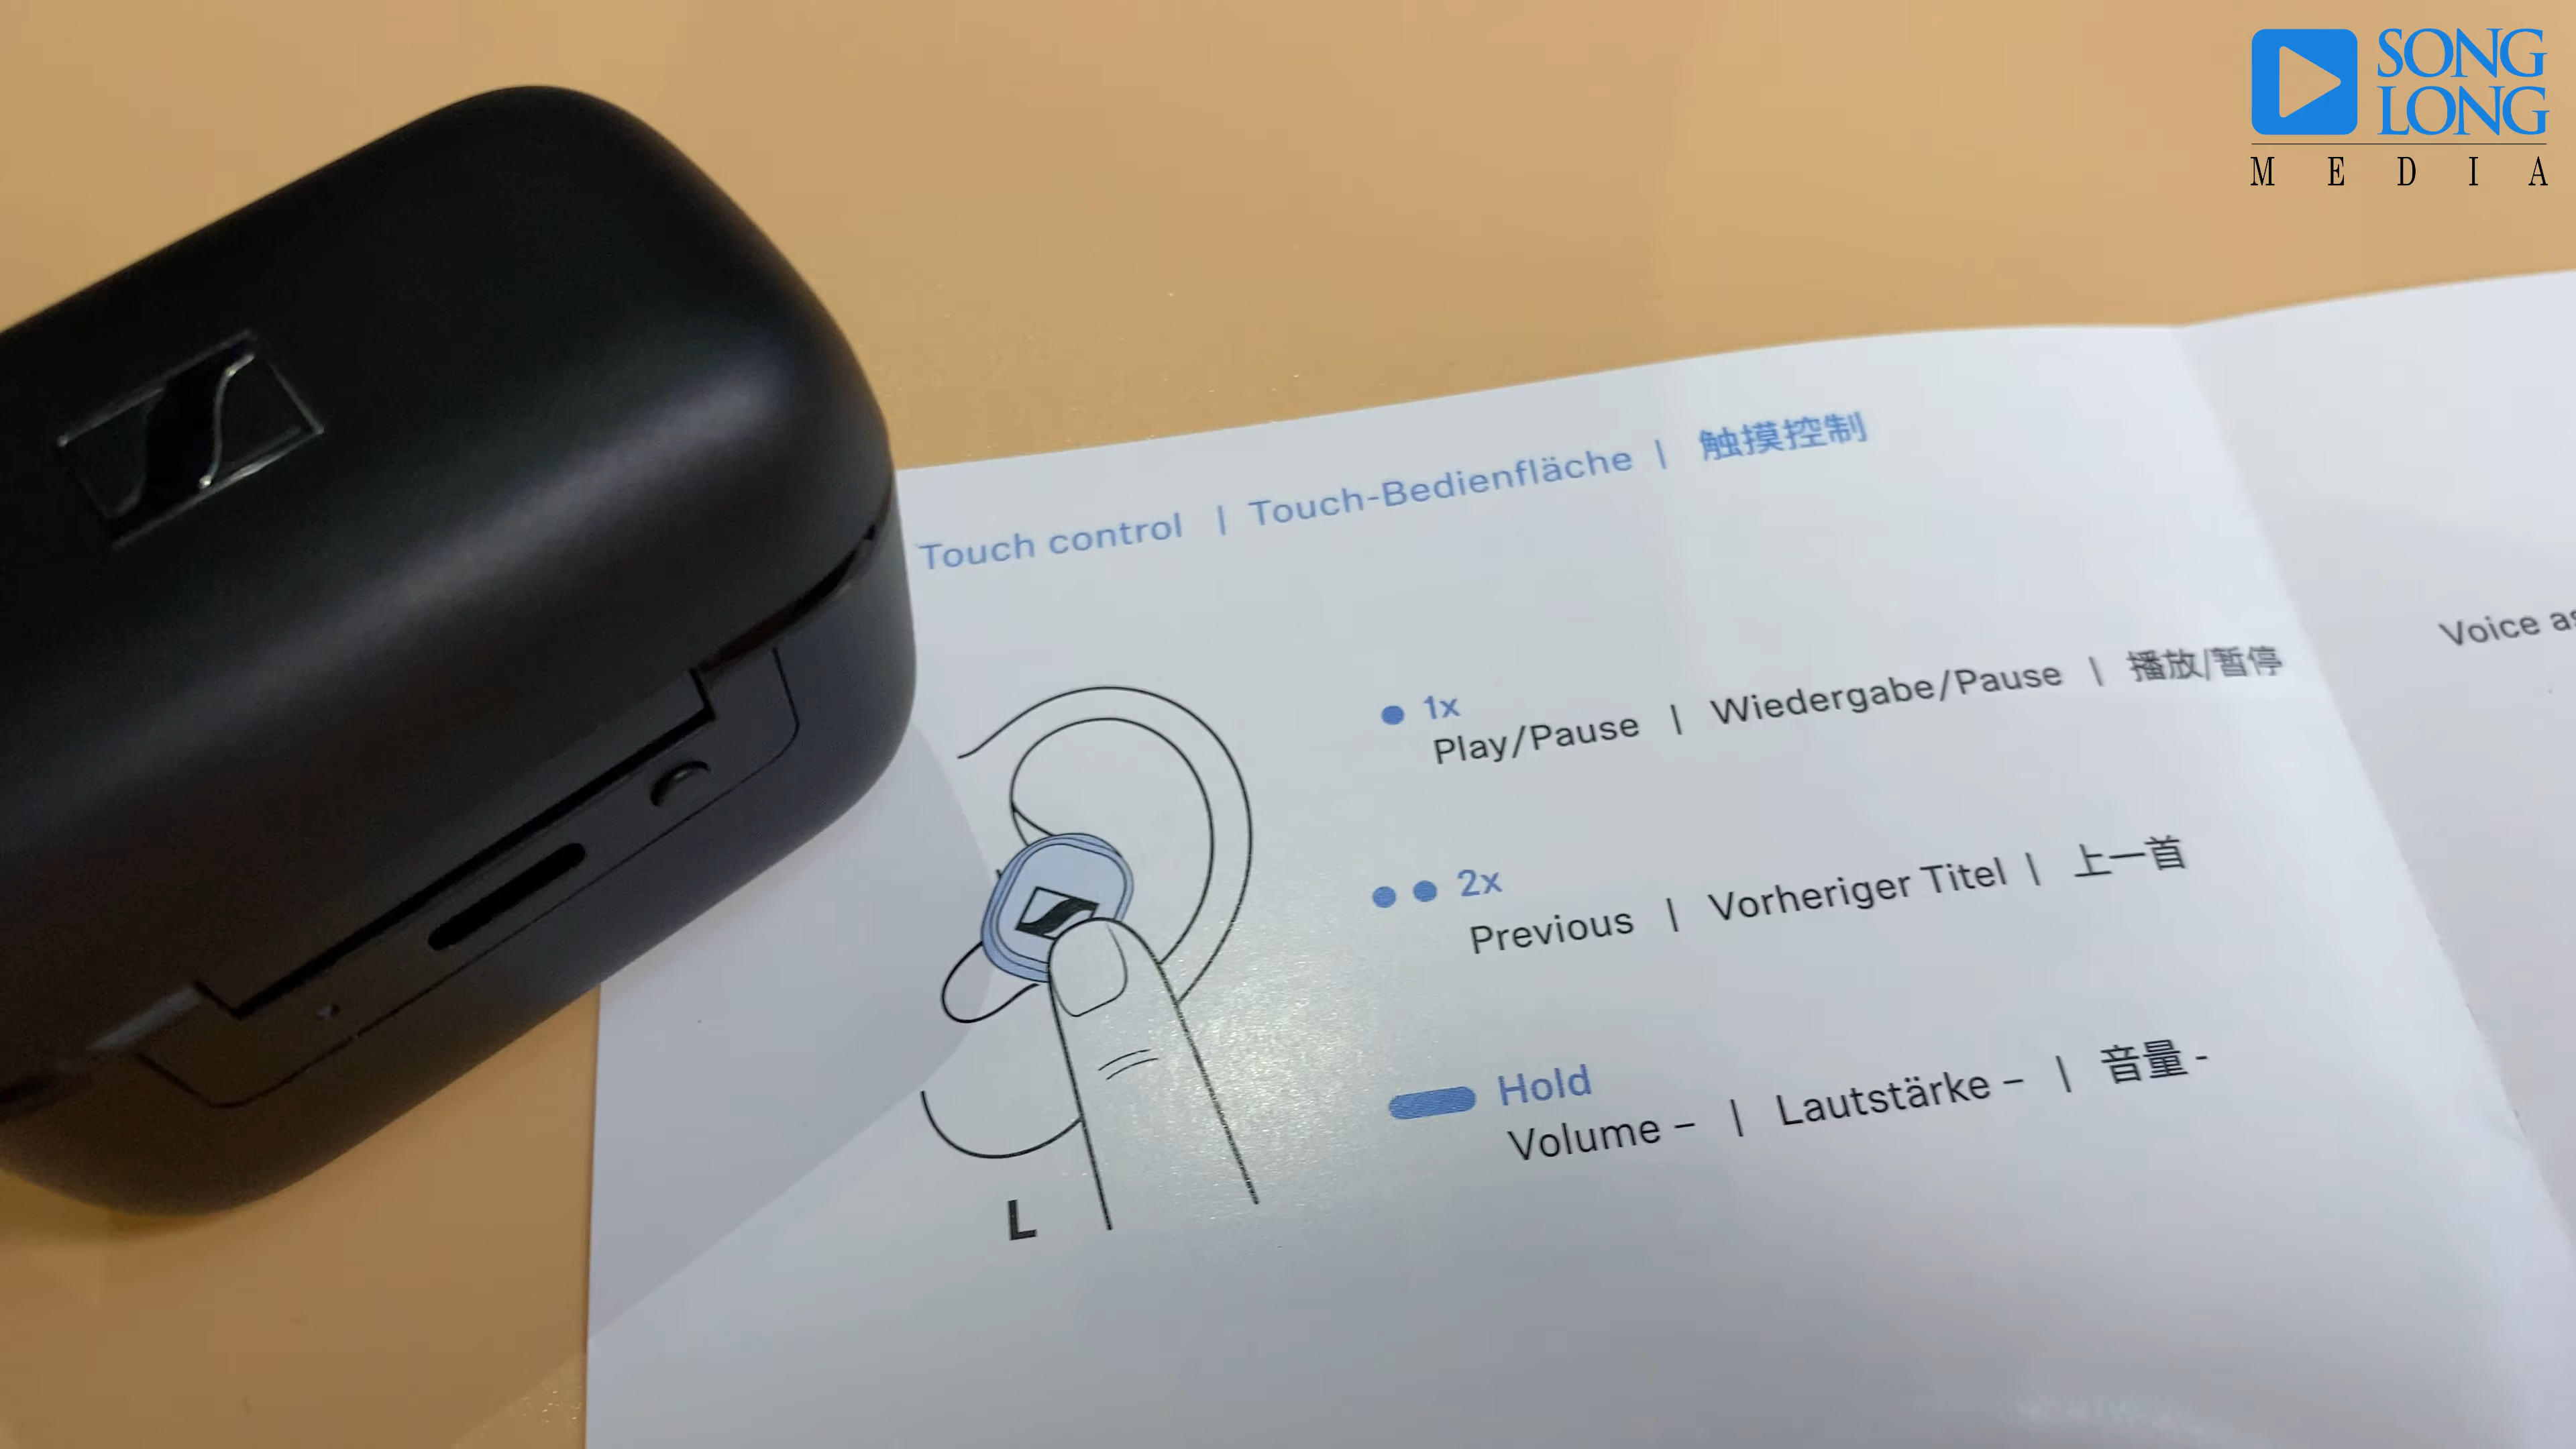 SONG
LONG
MEDIA
Touch control | Touch-Bedienfläche | 触摸控制
1x
Play/Pause | Wiedergabe/Pause | 播放/暂停
2x
Previous | Vorheriger Titel | 上一首
Hold
Volume – | Lautstärke – | 音量 -
L
Voice